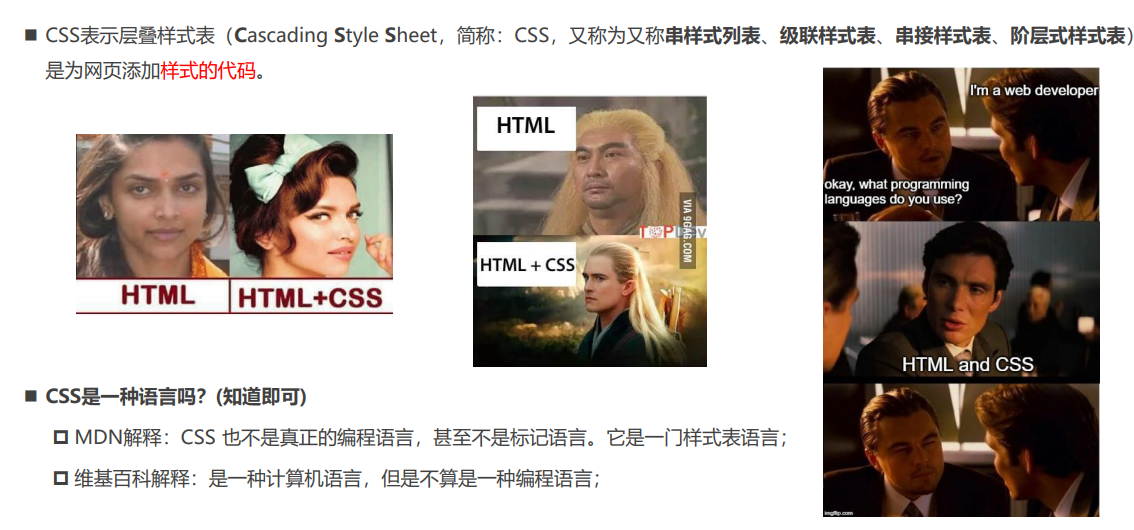 CSS表示层叠样式表（Cascading Style Sheet，简称：CSS，又称为又称串样式列表、级联样式表、串接样式表、阶层式样式表）
是为网页添加样式的代码。
HTML
HTML+CSS
HTML
VIA 9GAG.COM
TOPDev
HTML + CSS
I'm a web developer
okay, what programming
languages do you use?
HTML and CSS
imgflip.com
CSS是一种语言吗？(知道即可)
MDN解释：CSS 也不是真正的编程语言，甚至不是标记语言。它是一门样式表语言；
维基百科解释：是一种计算机语言，但是不算是一种编程语言；